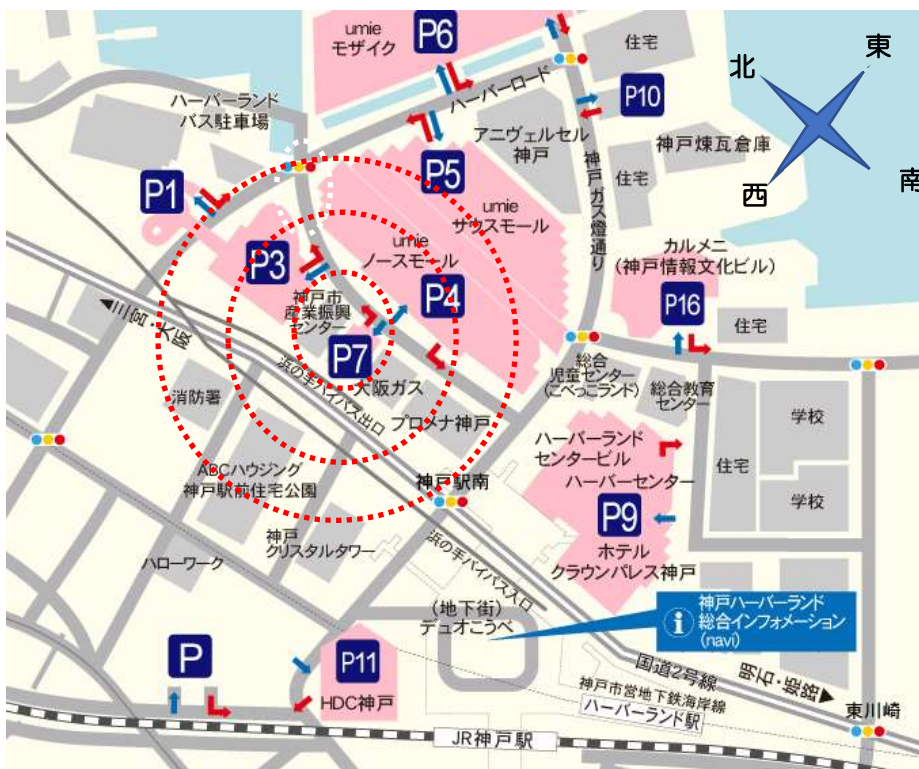 umie
モザイク
P6
住宅
東
北
ハーバーランド
バス駐車場
ハーバーロード
P10
アニヴェルセル
神戸
神戸煉瓦倉庫
P1
P5
神戸ガス燈通り
住宅
西
南
umie
サウスモール
umie
ノースモール
カルメニ
(神戸情報文化ビル)
P3
P4
神戸市
産業振興
センター
P16
住宅
◀三宮・大阪
P7
浜の手バイパス出口
大阪ガス
総合
児童センター
(こべっこランド)
総合教育
センター
消防署
プロメナ神戸
学校
ハーバーランド
センタービル
住宅
ABCハウジング
神戸駅前住宅公園
神戸駅南
ハーバーセンター
学校
P9
神戸
クリスタルタワー
ハローワーク
浜の手バイパス入口
ホテル
クラウンパレス神戸
(地下街)
デュオこうべ
i
神戸ハーバーランド
総合インフォメーション
(navi)
P
P11
HDC神戸
国道2号線
明石・姫路▶
神戸市営地下鉄海岸線
ハーバーランド駅
東川崎
JR神戸駅